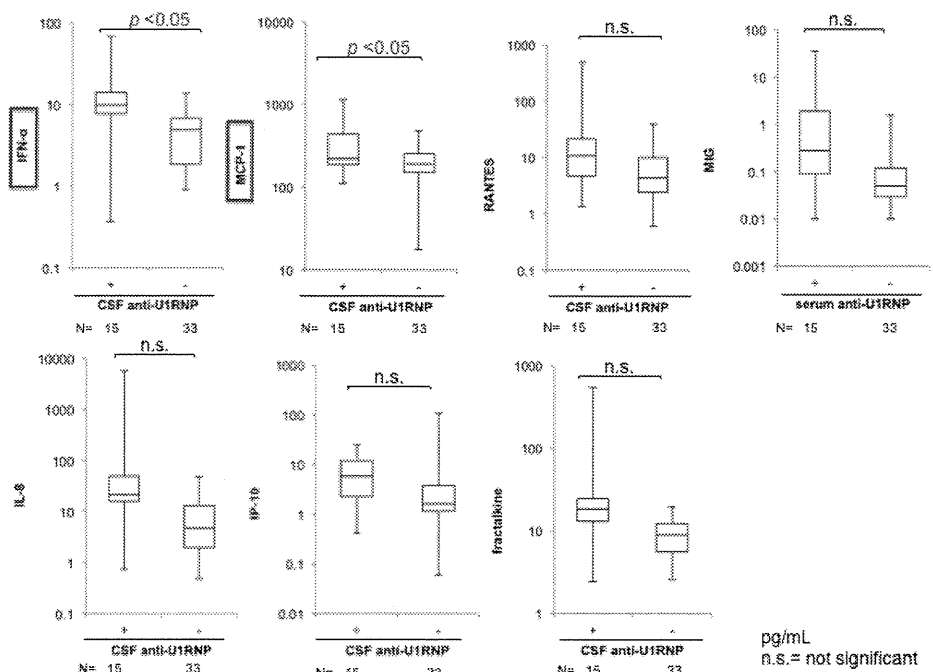 p <0.05
100
10
1
0.1
IFN-α
+ -
CSF anti-U1RNP
N= 15 33
p <0.05
10000
1000
100
10
MCP-1
+ -
CSF anti-U1RNP
15 33
n.s.
1000
100
10
1
0.1
RANTES
+ -
CSF anti-U1RNP
15 33
n.s.
100
10
1
0.1
0.01
0.001
MIG
+ -
serum anti-U1RNP
N= 15 33
n.s.
10000
1000
100
10
1
0.1
IL-8
+ -
CSF anti-U1RNP
N= 15 33
n.s.
1000
100
10
1
0.1
0.01
IP-10
+ -
CSF anti-U1RNP
N= 15 33
n.s.
1000
100
10
1
fractalkine
+ -
CSF anti-U1RNP
N= 15 33
pg/mL
n.s.= not significant